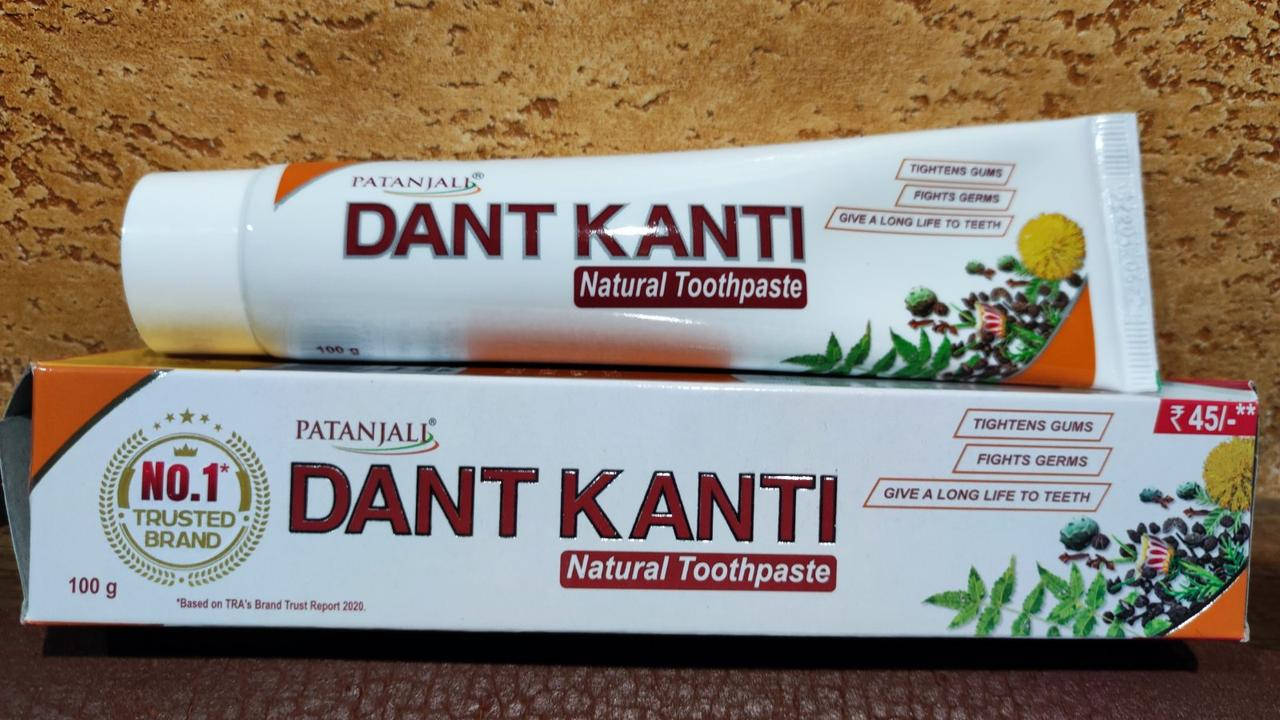 PATANJALI®
DANT KANTI
Natural Toothpaste
100 g
TIGHTENS GUMS
FIGHTS GERMS
GIVE A LONG LIFE TO TEETH
NO.1*
TRUSTED
BRAND
100 g
*Based on TRA's Brand Trust Report 2020.
PATANJALI®
DANT KANTI
Natural Toothpaste
TIGHTENS GUMS
FIGHTS GERMS
GIVE A LONG LIFE TO TEETH
₹ 45/-**